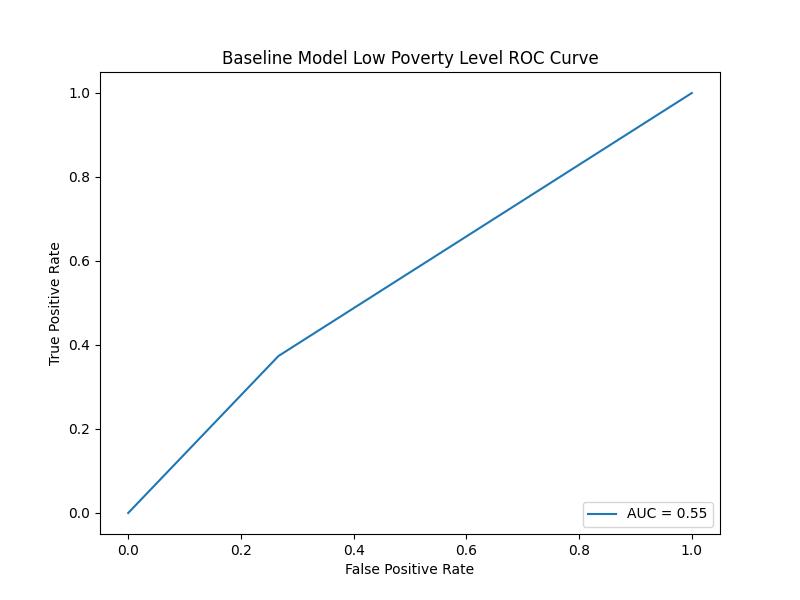 Baseline Model Low Poverty Level ROC Curve
1.0
0.8
0.6
0.4
0.2
0.0
True Positive Rate
AUC = 0.55
0.0 0.2 0.4 0.6 0.8 1.0
False Positive Rate